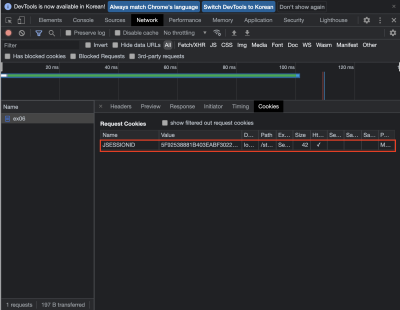 DevTools is now available in Korean! Always match Chrome's language Switch DevTools to Korean Don't show again
Elements Console Sources Network Performance Memory Application Security Lighthouse
Preserve log Disable cache No throttling
Filter Invert Hide data URLs All Fetch/XHR JS CSS Img Media Font Doc WS Wasm Manifest Other
Has blocked cookies Blocked Requests 3rd-party requests
20 ms 40 ms 60 ms 80 ms 100 ms 120 ms 140 ms
Name Headers Preview Response Initiator Timing Cookies
ex06
Request Cookies show filtered out request cookies
Name Value D... Path Ex... Size Ht... Se... Sa... Sa... P...
JSESSIONID 5F92538881B403EABF3022... lo... /st... Se... 42 ✓ M...
1 requests 197 B transferred